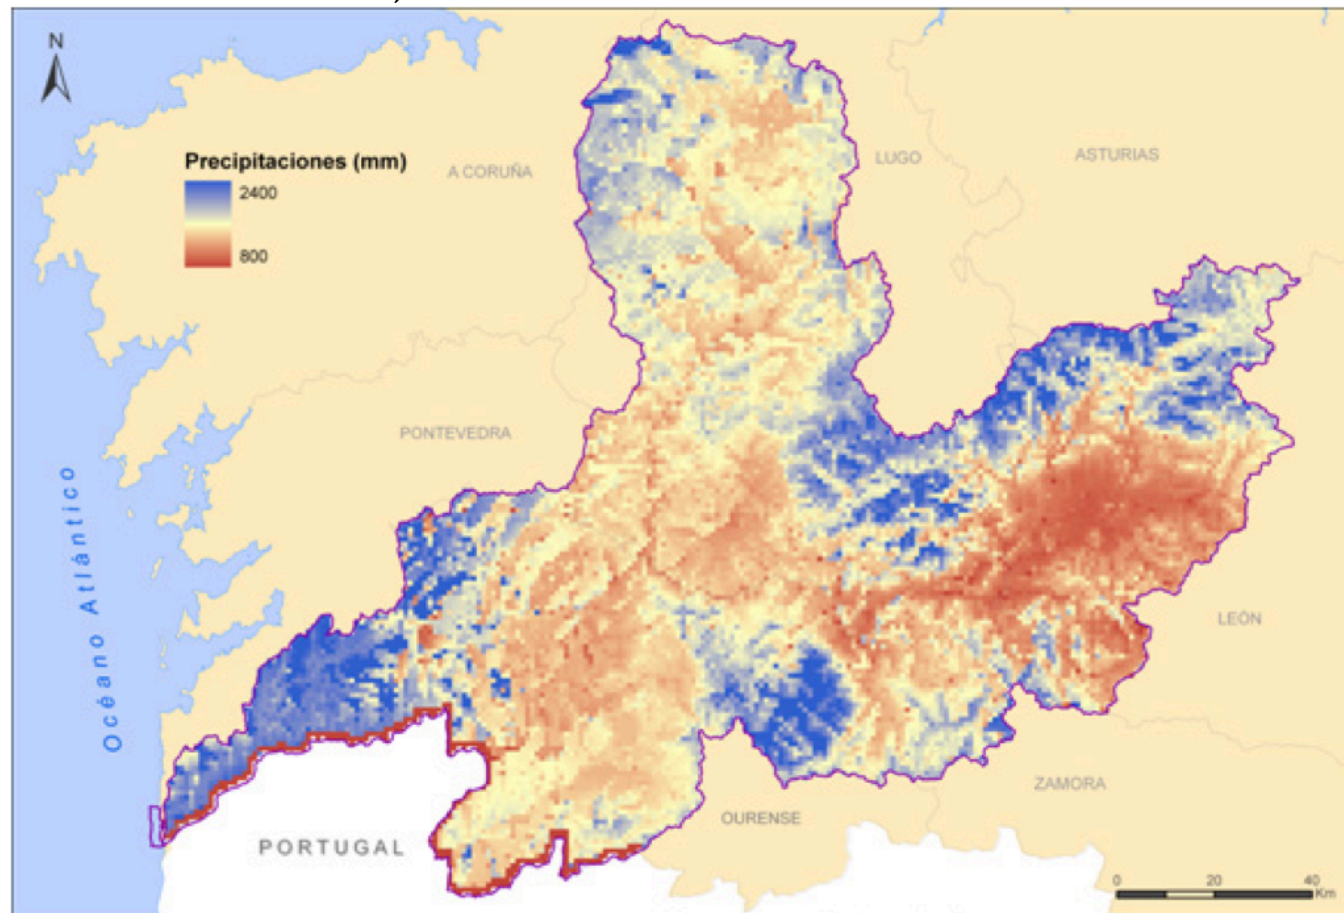 N
Precipitaciones (mm)
2400
800
A CORUÑA
LUGO
ASTURIAS
PONTEVEDRA
Océano Atlántico
LEÓN
ZAMORA
OURENSE
PORTUGAL
0 20 40
Km